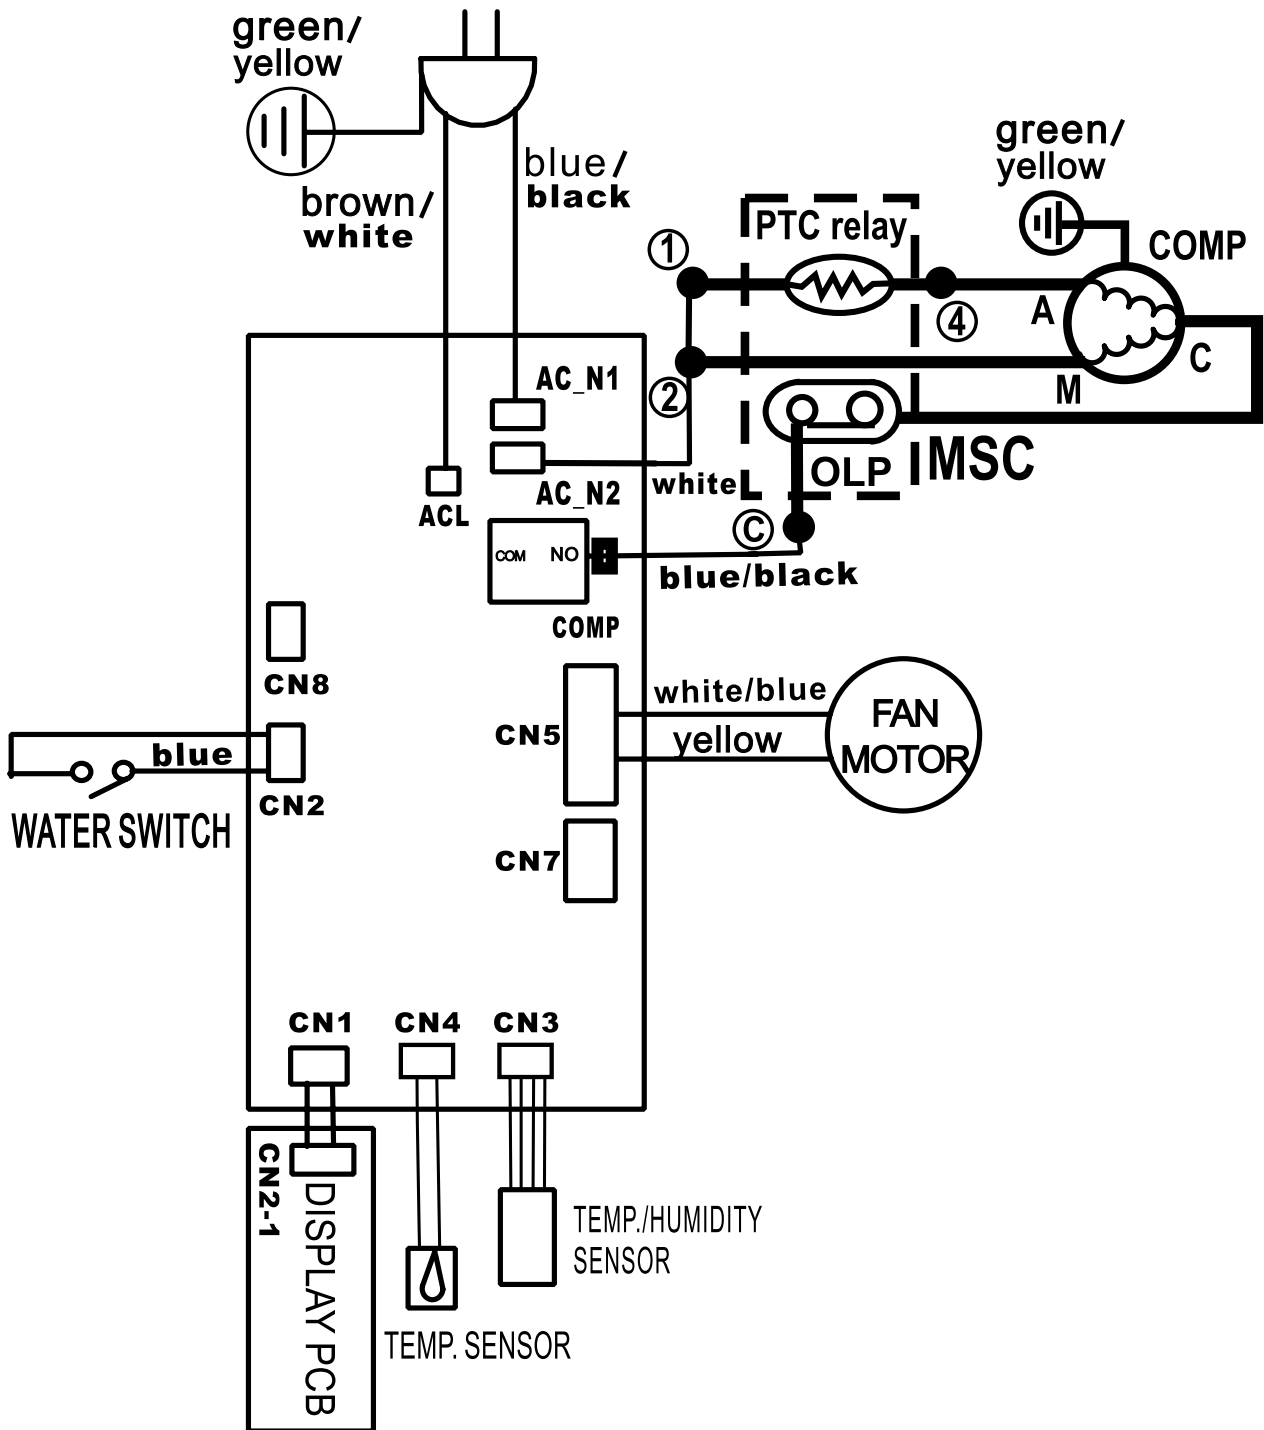 green/
yellow
brown/
white
blue/
black
green/
yellow
PTC relay
COMP
1
4
A
2
M
C
OLP
MSC
AC_N1
AC_N2
white
ACL
C
COM NO
blue/black
COMP
CN8
CN5
white/blue
yellow
FAN
MOTOR
blue
CN2
WATER SWITCH
CN7
CN1
CN4
CN3
CN2-1
DISPLAY PCB
TEMP./HUMIDITY
SENSOR
TEMP. SENSOR